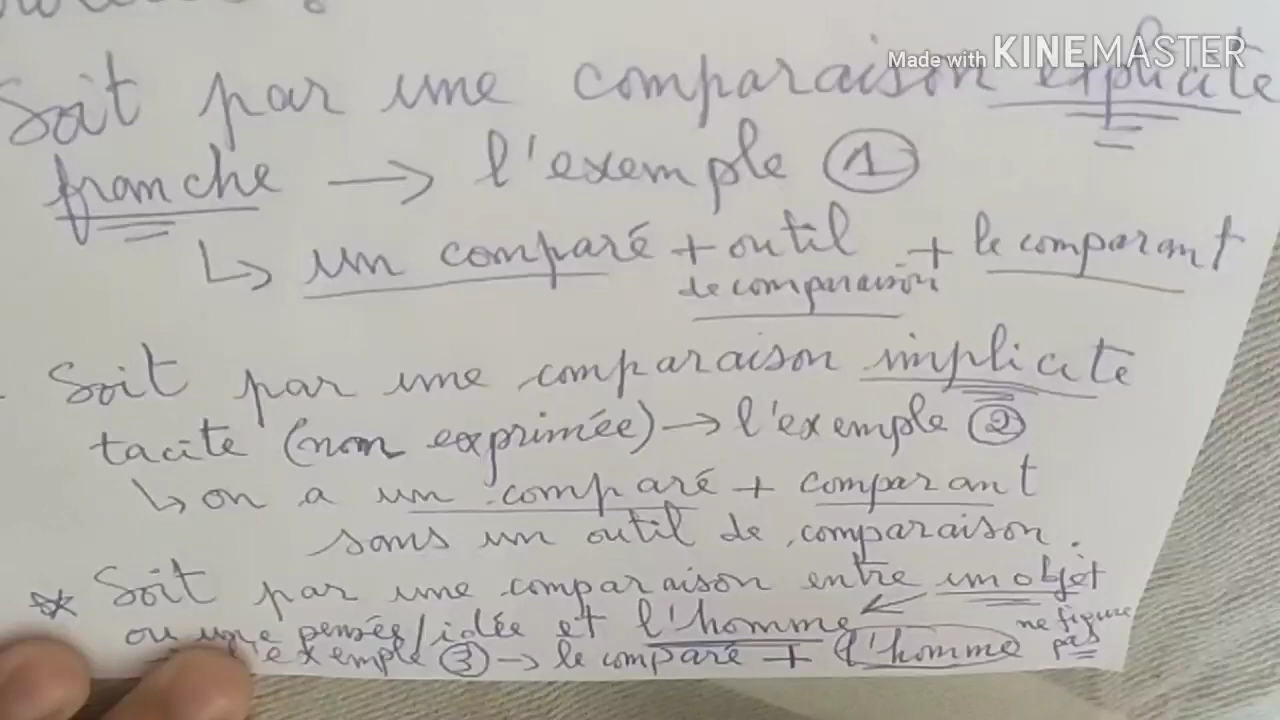 Made with KINEMASTER
Soit par une comparaison explicite
franche → l'exemple ①
↳ un comparé + outil + le comparant
de comparaison
- Soit par une comparaison implicite
tacite (non exprimée) → l'exemple ②
↳ on a un comparé + comparant
sans un outil de comparaison.
* Soit par une comparaison entre un objet
ou une pensée/idée et l'homme ne figure
l'exemple ③ → le comparé + l'homme pas